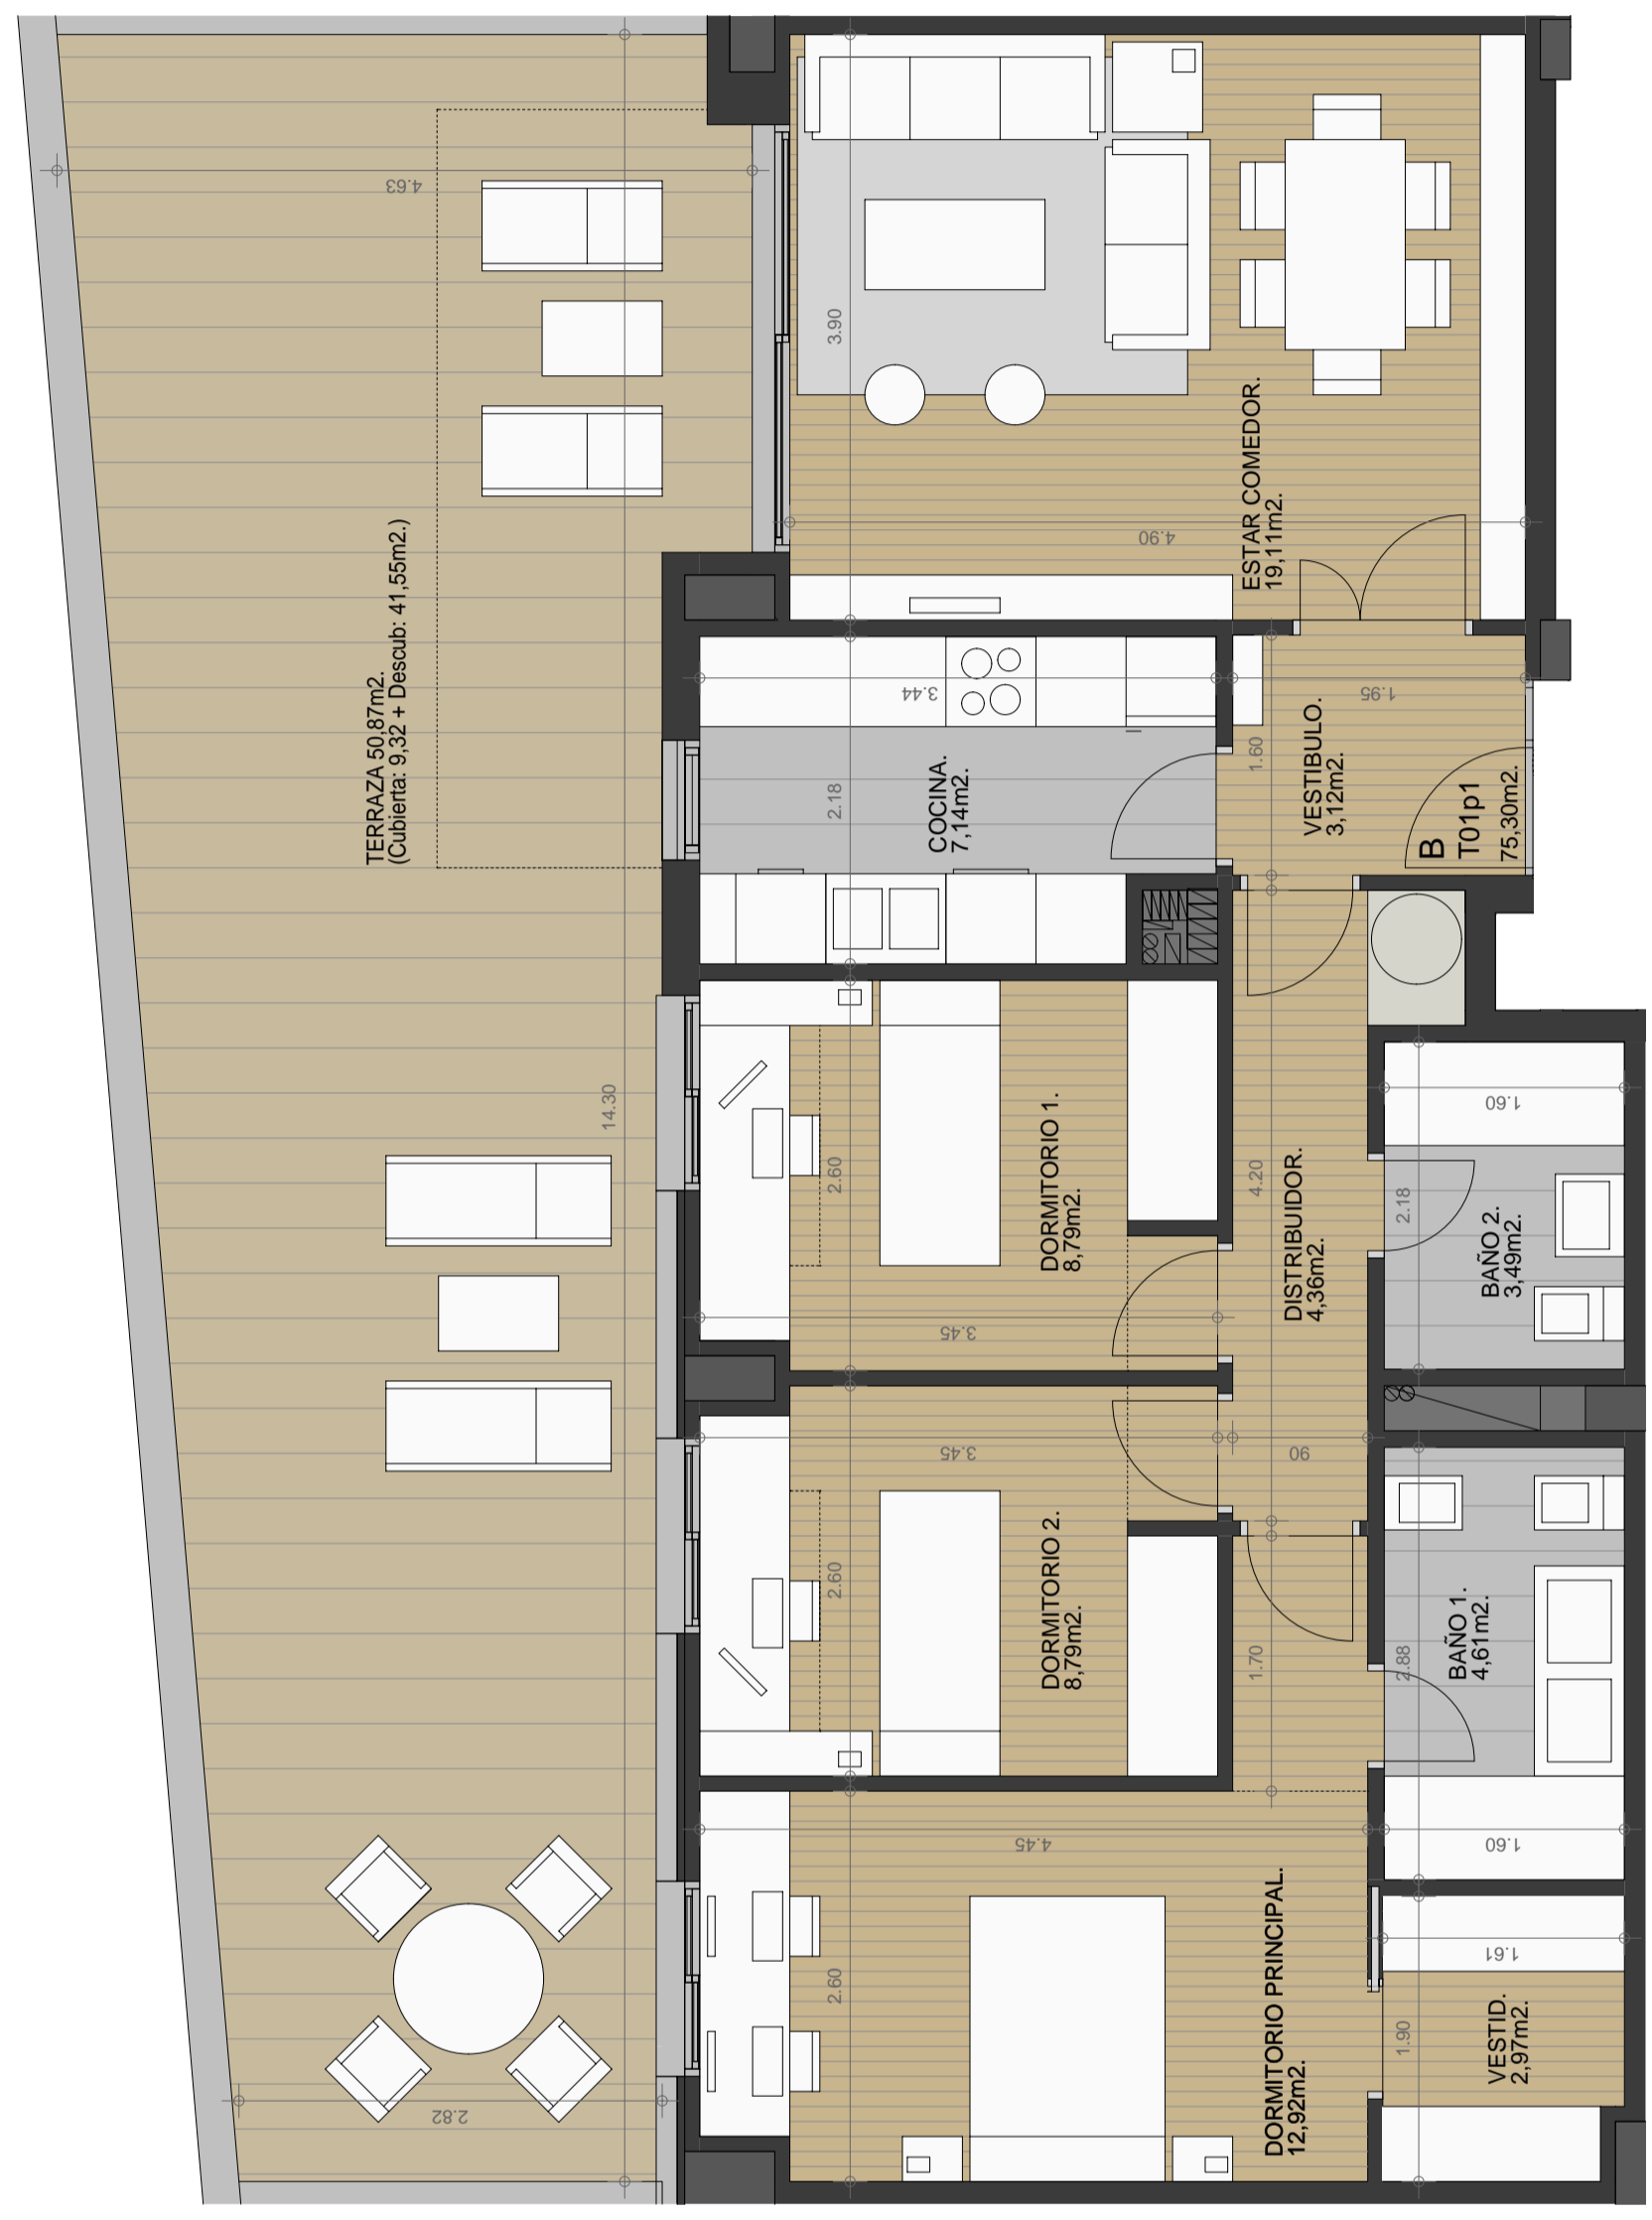 TERRAZA 50,87m2.
(Cubierta: 9,32 + Descub: 41,55m2.)
4.63
14.30
2.82
ESTAR COMEDOR.
19,11m2.
3.90
4.90
COCINA.
7,14m2.
3.44
2.18
VESTIBULO.
3,12m2.
1.95
1.60
B
T01p1
75,30m2.
DORMITORIO 1.
8,79m2.
2.60
3.45
DISTRIBUIDOR.
4,36m2.
4.20
90
BAÑO 2.
3,49m2.
1.60
2.18
DORMITORIO 2.
8,79m2.
3.45
2.60
1.70
BAÑO 1.
4,61m2.
2.88
1.60
DORMITORIO PRINCIPAL.
12,92m2.
4.45
2.60
VESTID.
2,97m2.
1.61
1.90